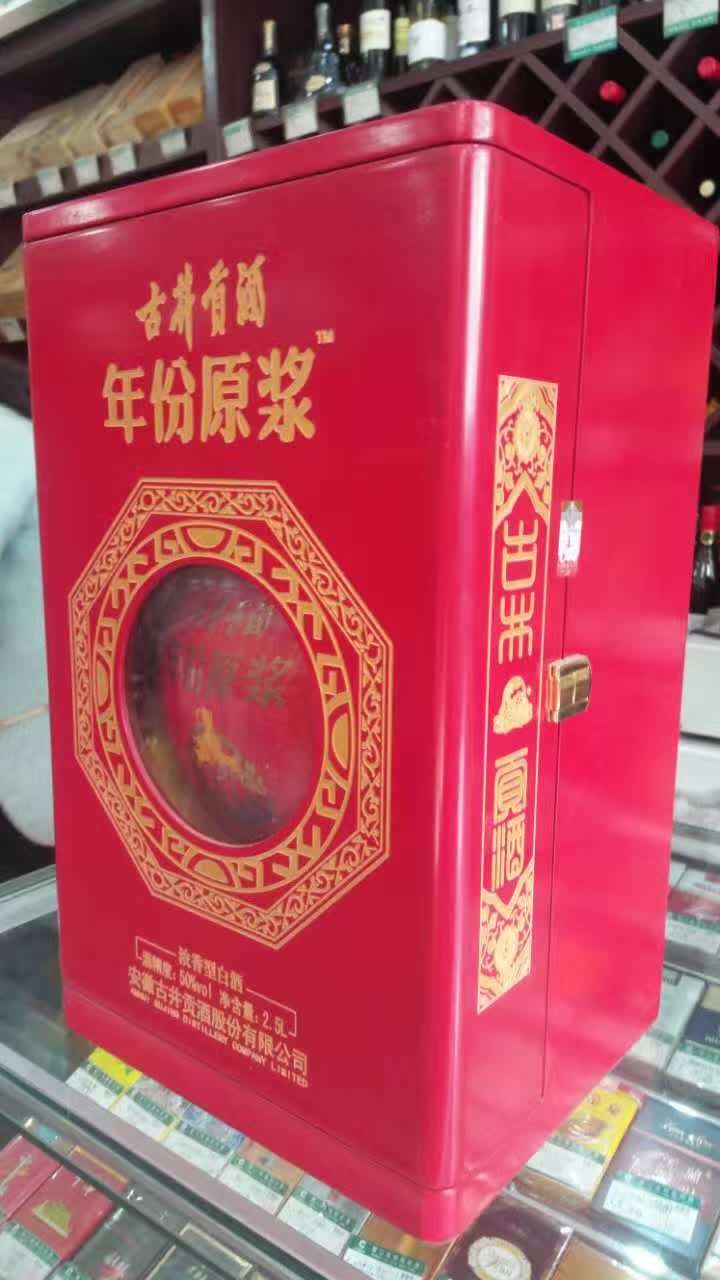 古井贡酒
年份原浆™
浓香型白酒
酒精度:50%vol 净含量:2.5L
安徽古井贡酒股份有限公司
ANHUI GUJING DISTILLERY COMPANY LIMITED
古井
贡酒
原浆